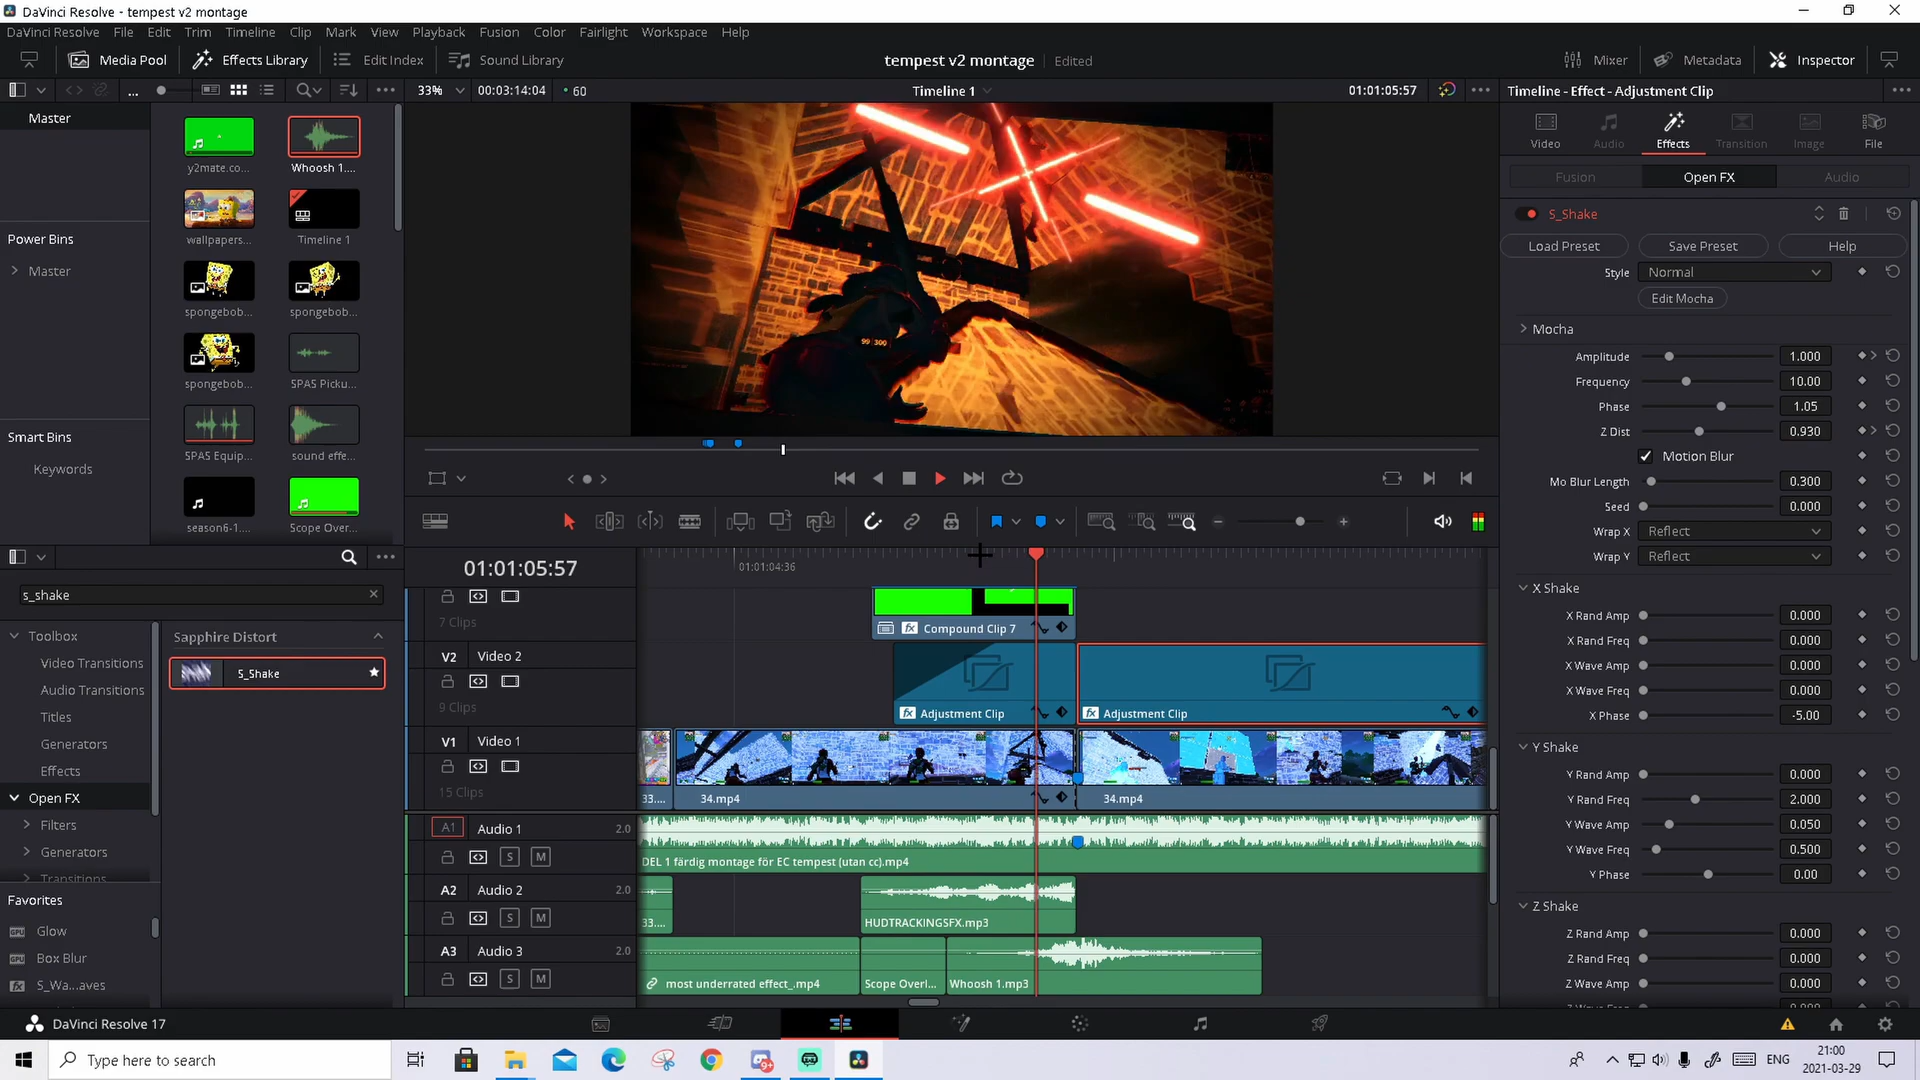 DaVinci Resolve - tempest v2 montage
DaVinci Resolve File Edit Trim Timeline Clip Mark View Playback Fusion Color Fairlight Workspace Help
Media Pool Effects Library Edit Index Sound Library tempest v2 montage Edited Mixer Metadata Inspector
33% 00:03:14:04 60 Timeline 1 01:01:05:57 Timeline - Effect - Adjustment Clip
Master
y2mate.co... Whoosh 1....
Video Audio Effects Transition Image File
Fusion Open FX Audio
wallpapers... Timeline 1
S_Shake
Power Bins
Master
Load Preset Save Preset Help
Style Normal
Edit Mocha
spongebob... spongebob...
Mocha
Amplitude 1.000
Frequency 10.00
spongebob... SPAS Picku...
Phase 1.05
Z Dist 0.930
Smart Bins
Keywords
SPAS Equip... sound effe...
Motion Blur
Mo Blur Length 0.300
Seed 0.000
season6-1.... Scope Over...
Wrap X Reflect
Wrap Y Reflect
s_shake
01:01:05:57
01:01:04:36
X Shake
X Rand Amp 0.000
X Rand Freq 0.000
X Wave Amp 0.000
X Wave Freq 0.000
X Phase -5.00
Toolbox
Video Transitions
Audio Transitions
Titles
Generators
Effects
Open FX
Filters
Generators
Transitions
Sapphire Distort
S_Shake
7 Clips
Compound Clip 7
V2 Video 2
9 Clips
Adjustment Clip Adjustment Clip
V1 Video 1
15 Clips
33.... 34.mp4 34.mp4
Y Shake
Y Rand Amp 0.000
Y Rand Freq 2.000
Y Wave Amp 0.050
Y Wave Freq 0.500
Y Phase 0.00
A1 Audio 1 2.0
S M
DEL 1 färdig montage för EC tempest (utan cc).mp4
A2 Audio 2 2.0
S M
33.... HUDTRACKINGSFX.mp3
A3 Audio 3 2.0
S M
most underrated effect_.mp4 Scope Overl... Whoosh 1.mp3
Z Shake
Z Rand Amp 0.000
Z Rand Freq 0.000
Z Wave Amp 0.000
Favorites
Glow
Box Blur
S_Wa...aves
DaVinci Resolve 17
Type here to search
9+
ENG
21:00
2021-03-29